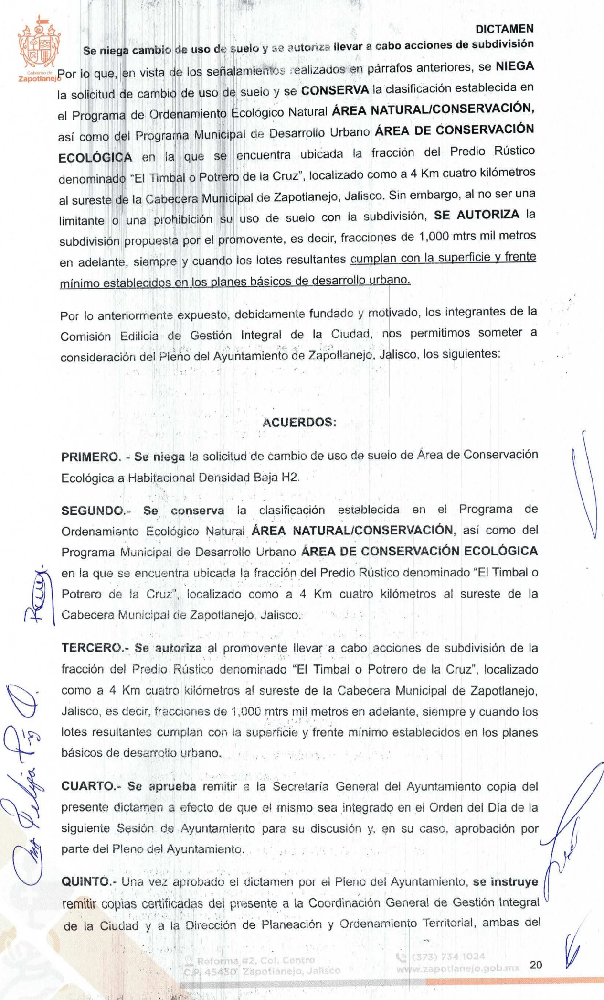 DICTAMEN
Se niega cambio de uso de suelo y se autoriza llevar a cabo acciones de subdivisión
Gobierno de
Zapotlanejo
Por lo que, en vista de los señalamientos realizados en párrafos anteriores, se NIEGA
la solicitud de cambio de uso de suelo y se CONSERVA la clasificación establecida en
el Programa de Ordenamiento Ecológico Natural ÁREA NATURAL/CONSERVACIÓN,
así como del Programa Municipal de Desarrollo Urbano ÁREA DE CONSERVACIÓN
ECOLÓGICA en la que se encuentra ubicada la fracción del Predio Rústico
denominado “El Timbal o Potrero de la Cruz”, localizado como a 4 Km cuatro kilómetros
al sureste de la Cabecera Municipal de Zapotlanejo, Jalisco. Sin embargo, al no ser una
limitante o una prohibición su uso de suelo con la subdivisión, SE AUTORIZA la
subdivisión propuesta por el promovente, es decir, fracciones de 1,000 mtrs mil metros
en adelante, siempre y cuando los lotes resultantes cumplan con la superficie y frente
mínimo establecidos en los planes básicos de desarrollo urbano.
Por lo anteriormente expuesto, debidamente fundado y motivado, los integrantes de la
Comisión Edilicia de Gestión Integral de la Ciudad, nos permitimos someter a
consideración del Pleno del Ayuntamiento de Zapotlanejo, Jalisco, los siguientes:
ACUERDOS:
PRIMERO. - Se niega la solicitud de cambio de uso de suelo de Área de Conservación
Ecológica a Habitacional Densidad Baja H2.
SEGUNDO.- Se conserva la clasificación establecida en el Programa de
Ordenamiento Ecológico Natural ÁREA NATURAL/CONSERVACIÓN, así como del
Programa Municipal de Desarrollo Urbano ÁREA DE CONSERVACIÓN ECOLÓGICA
en la que se encuentra ubicada la fracción del Predio Rústico denominado “El Timbal o
Potrero de la Cruz”, localizado como a 4 Km cuatro kilómetros al sureste de la
Cabecera Municipal de Zapotlanejo, Jalisco.
TERCERO.- Se autoriza al promovente llevar a cabo acciones de subdivisión de la
fracción del Predio Rústico denominado “El Timbal o Potrero de la Cruz”, localizado
como a 4 Km cuatro kilómetros al sureste de la Cabecera Municipal de Zapotlanejo,
Jalisco, es decir, fracciones de 1,000 mtrs mil metros en adelante, siempre y cuando los
lotes resultantes cumplan con la superficie y frente mínimo establecidos en los planes
básicos de desarrollo urbano.
CUARTO.- Se aprueba remitir a la Secretaría General del Ayuntamiento copia del
presente dictamen a efecto de que el mismo sea integrado en el Orden del Día de la
siguiente Sesión de Ayuntamiento para su discusión y, en su caso, aprobación por
parte del Pleno del Ayuntamiento.
QUINTO.- Una vez aprobado el dictamen por el Pleno del Ayuntamiento, se instruye
remitir copias certificadas del presente a la Coordinación General de Gestión Integral
de la Ciudad y a la Dirección de Planeación y Ordenamiento Territorial, ambas del
Reforma #2, Col. Centro
C.P. 45430 Zapotlanejo, Jalisco
(373) 734 1024
www.zapotlanejo.gob.mx
20